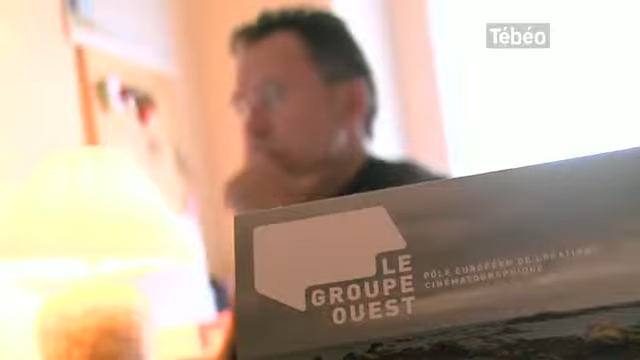 Tébéo
LE
GROUPE
OUEST
PÔLE EUROPÉEN DE CRÉATION
CINÉMATOGRAPHIQUE